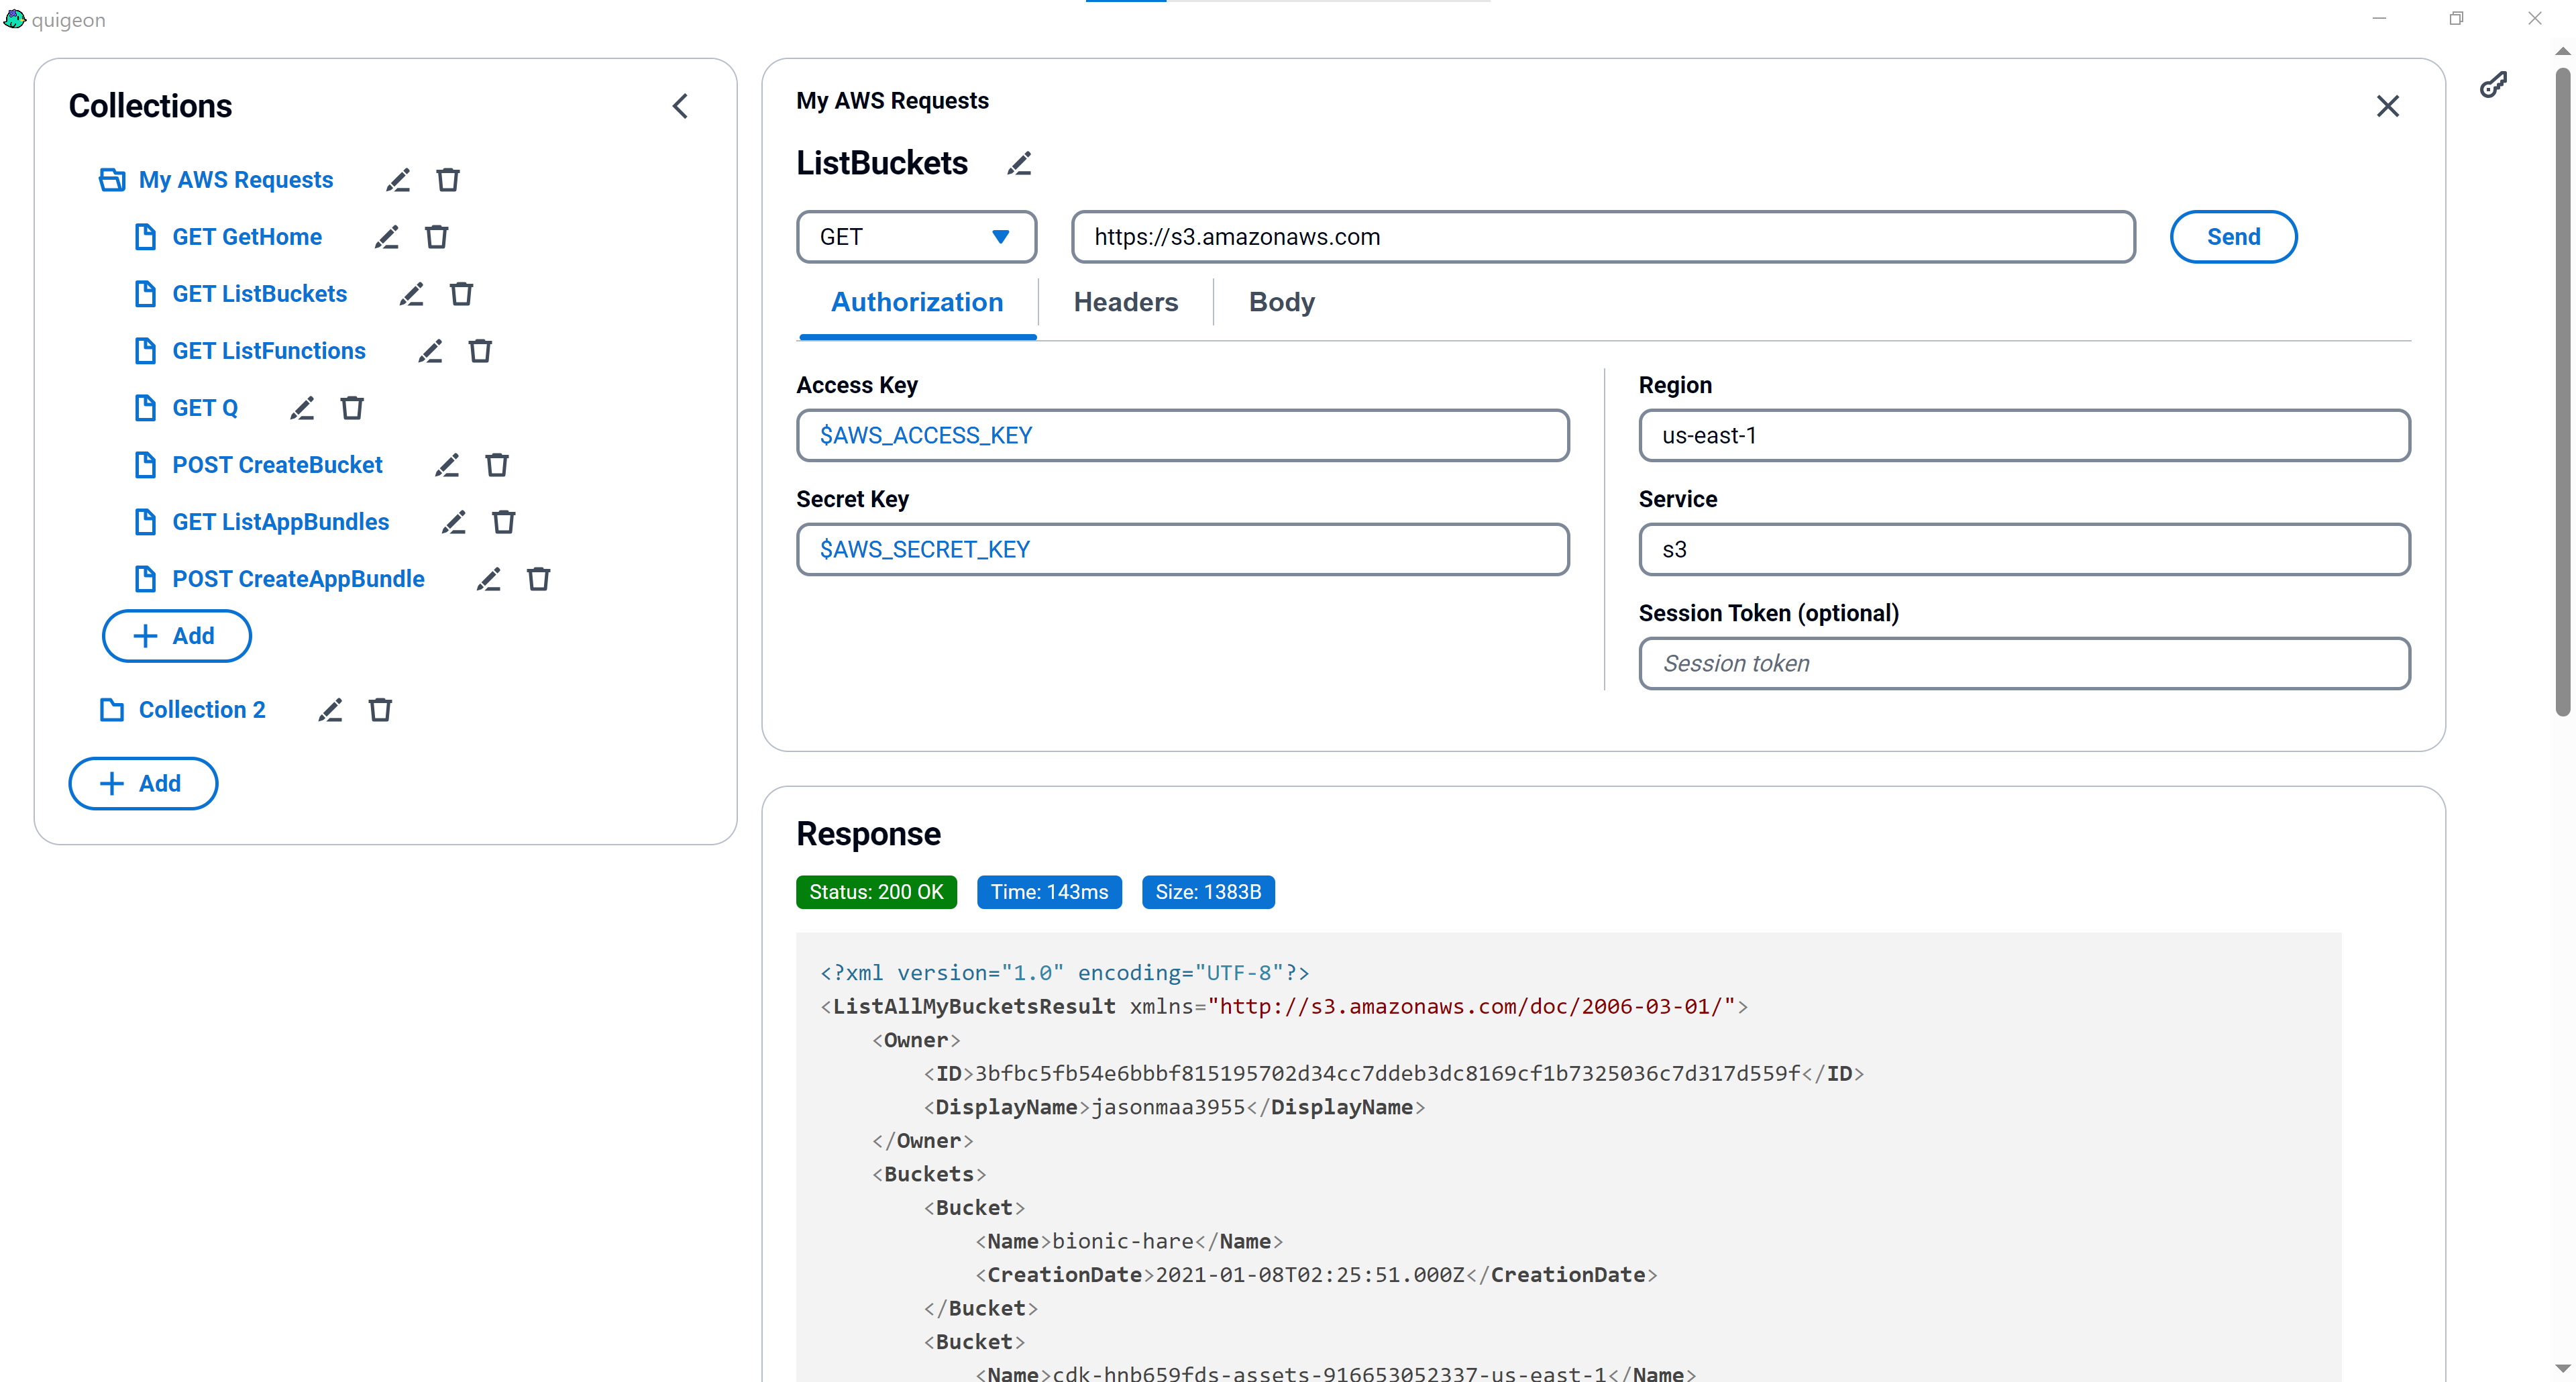 quigeon
Collections
My AWS Requests
GET GetHome
GET ListBuckets
GET ListFunctions
GET Q
POST CreateBucket
GET ListAppBundles
POST CreateAppBundle
Add
Collection 2
Add
My AWS Requests
ListBuckets
GET
https://s3.amazonaws.com
Send
Authorization
Headers
Body
Access Key
$AWS_ACCESS_KEY
Secret Key
$AWS_SECRET_KEY
Region
us-east-1
Service
s3
Session Token (optional)
Session token
Response
Status: 200 OK
Time: 143ms
Size: 1383B
<?xml version="1.0" encoding="UTF-8"?>
<ListAllMyBucketsResult xmlns="http://s3.amazonaws.com/doc/2006-03-01/">
<Owner>
<ID>3bfbc5fb54e6bbbf815195702d34cc7ddeb3dc8169cf1b7325036c7d317d559f</ID>
<DisplayName>jasonmaa3955</DisplayName>
</Owner>
<Buckets>
<Bucket>
<Name>bionic-hare</Name>
<CreationDate>2021-01-08T02:25:51.000Z</CreationDate>
</Bucket>
<Bucket>
<Name>cdk-hnb659fds-assets-916653052337-us-east-1</Name>